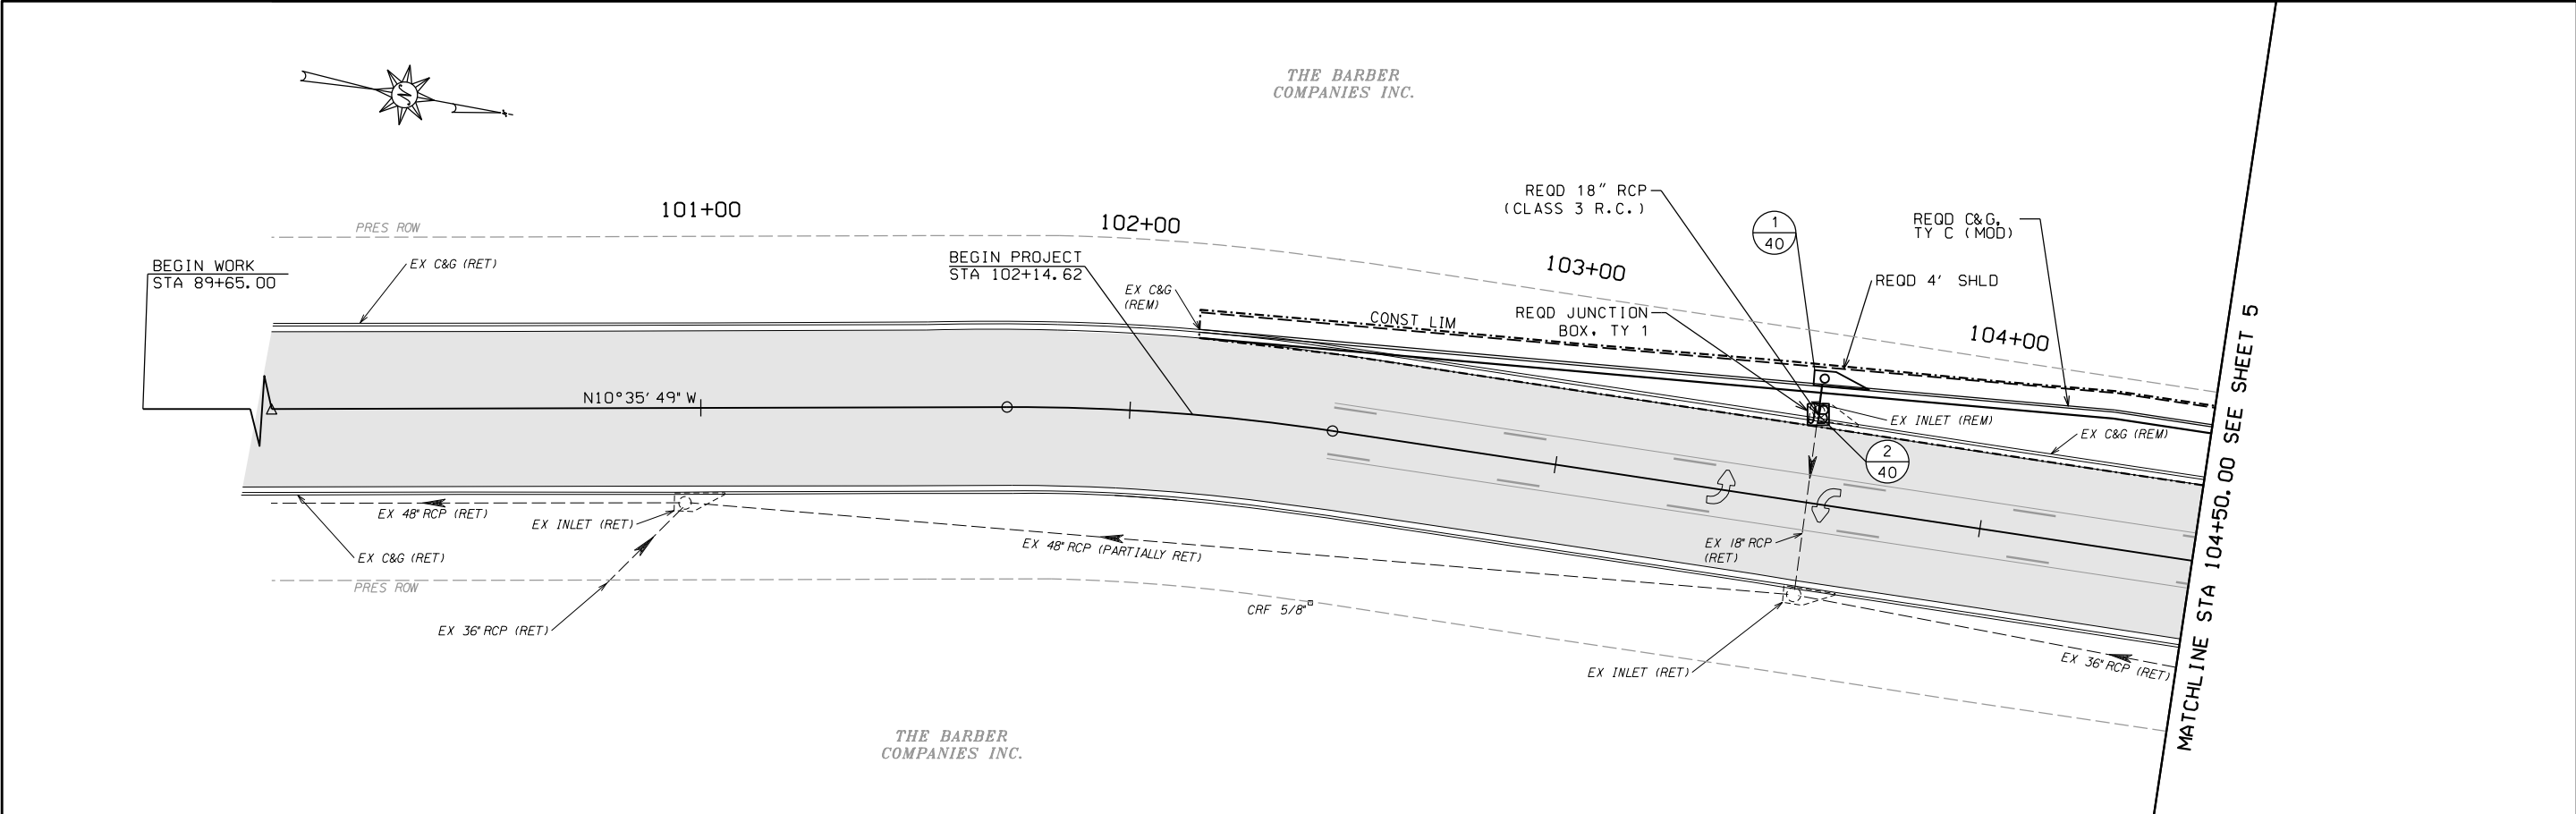 THE BARBER
COMPANIES INC.
N
REQD 18" RCP
(CLASS 3 R.C.)
1
40
REQD C&G,
TY C (MOD)
101+00
102+00
103+00
104+00
PRES ROW
BEGIN WORK
STA 89+65.00
EX C&G (RET)
BEGIN PROJECT
STA 102+14.62
EX C&G
(REM)
CONST LIM
REQD JUNCTION
BOX, TY 1
REQD 4' SHLD
N10°35'49" W
EX INLET (REM)
EX C&G (REM)
2
40
EX 48" RCP (RET)
EX INLET (RET)
EX C&G (RET)
PRES ROW
EX 36" RCP (RET)
EX 48" RCP (PARTIALLY RET)
EX 18" RCP
(RET)
CRF 5/8"
EX INLET (RET)
EX 36" RCP (RET)
MATCHLINE STA 104+50.00 SEE SHEET 5
THE BARBER
COMPANIES INC.